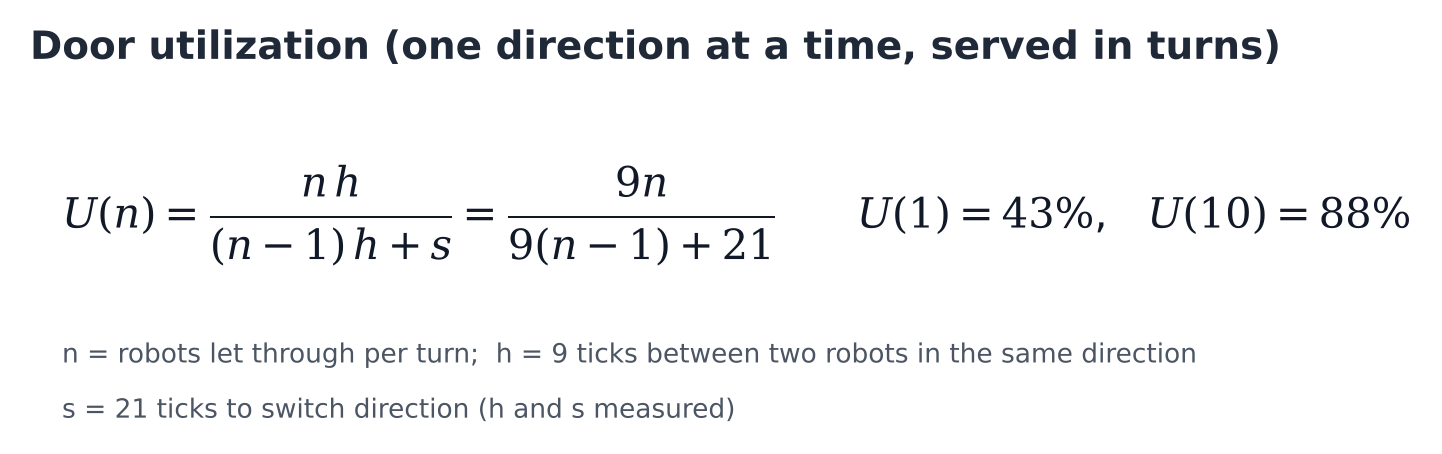 Door utilization (one direction at a time, served in turns)
U(n) = n h / ((n − 1) h + s) = 9n / (9(n − 1) + 21)   U(1) = 43%,   U(10) = 88%
n = robots let through per turn;  h = 9 ticks between two robots in the same direction
s = 21 ticks to switch direction (h and s measured)